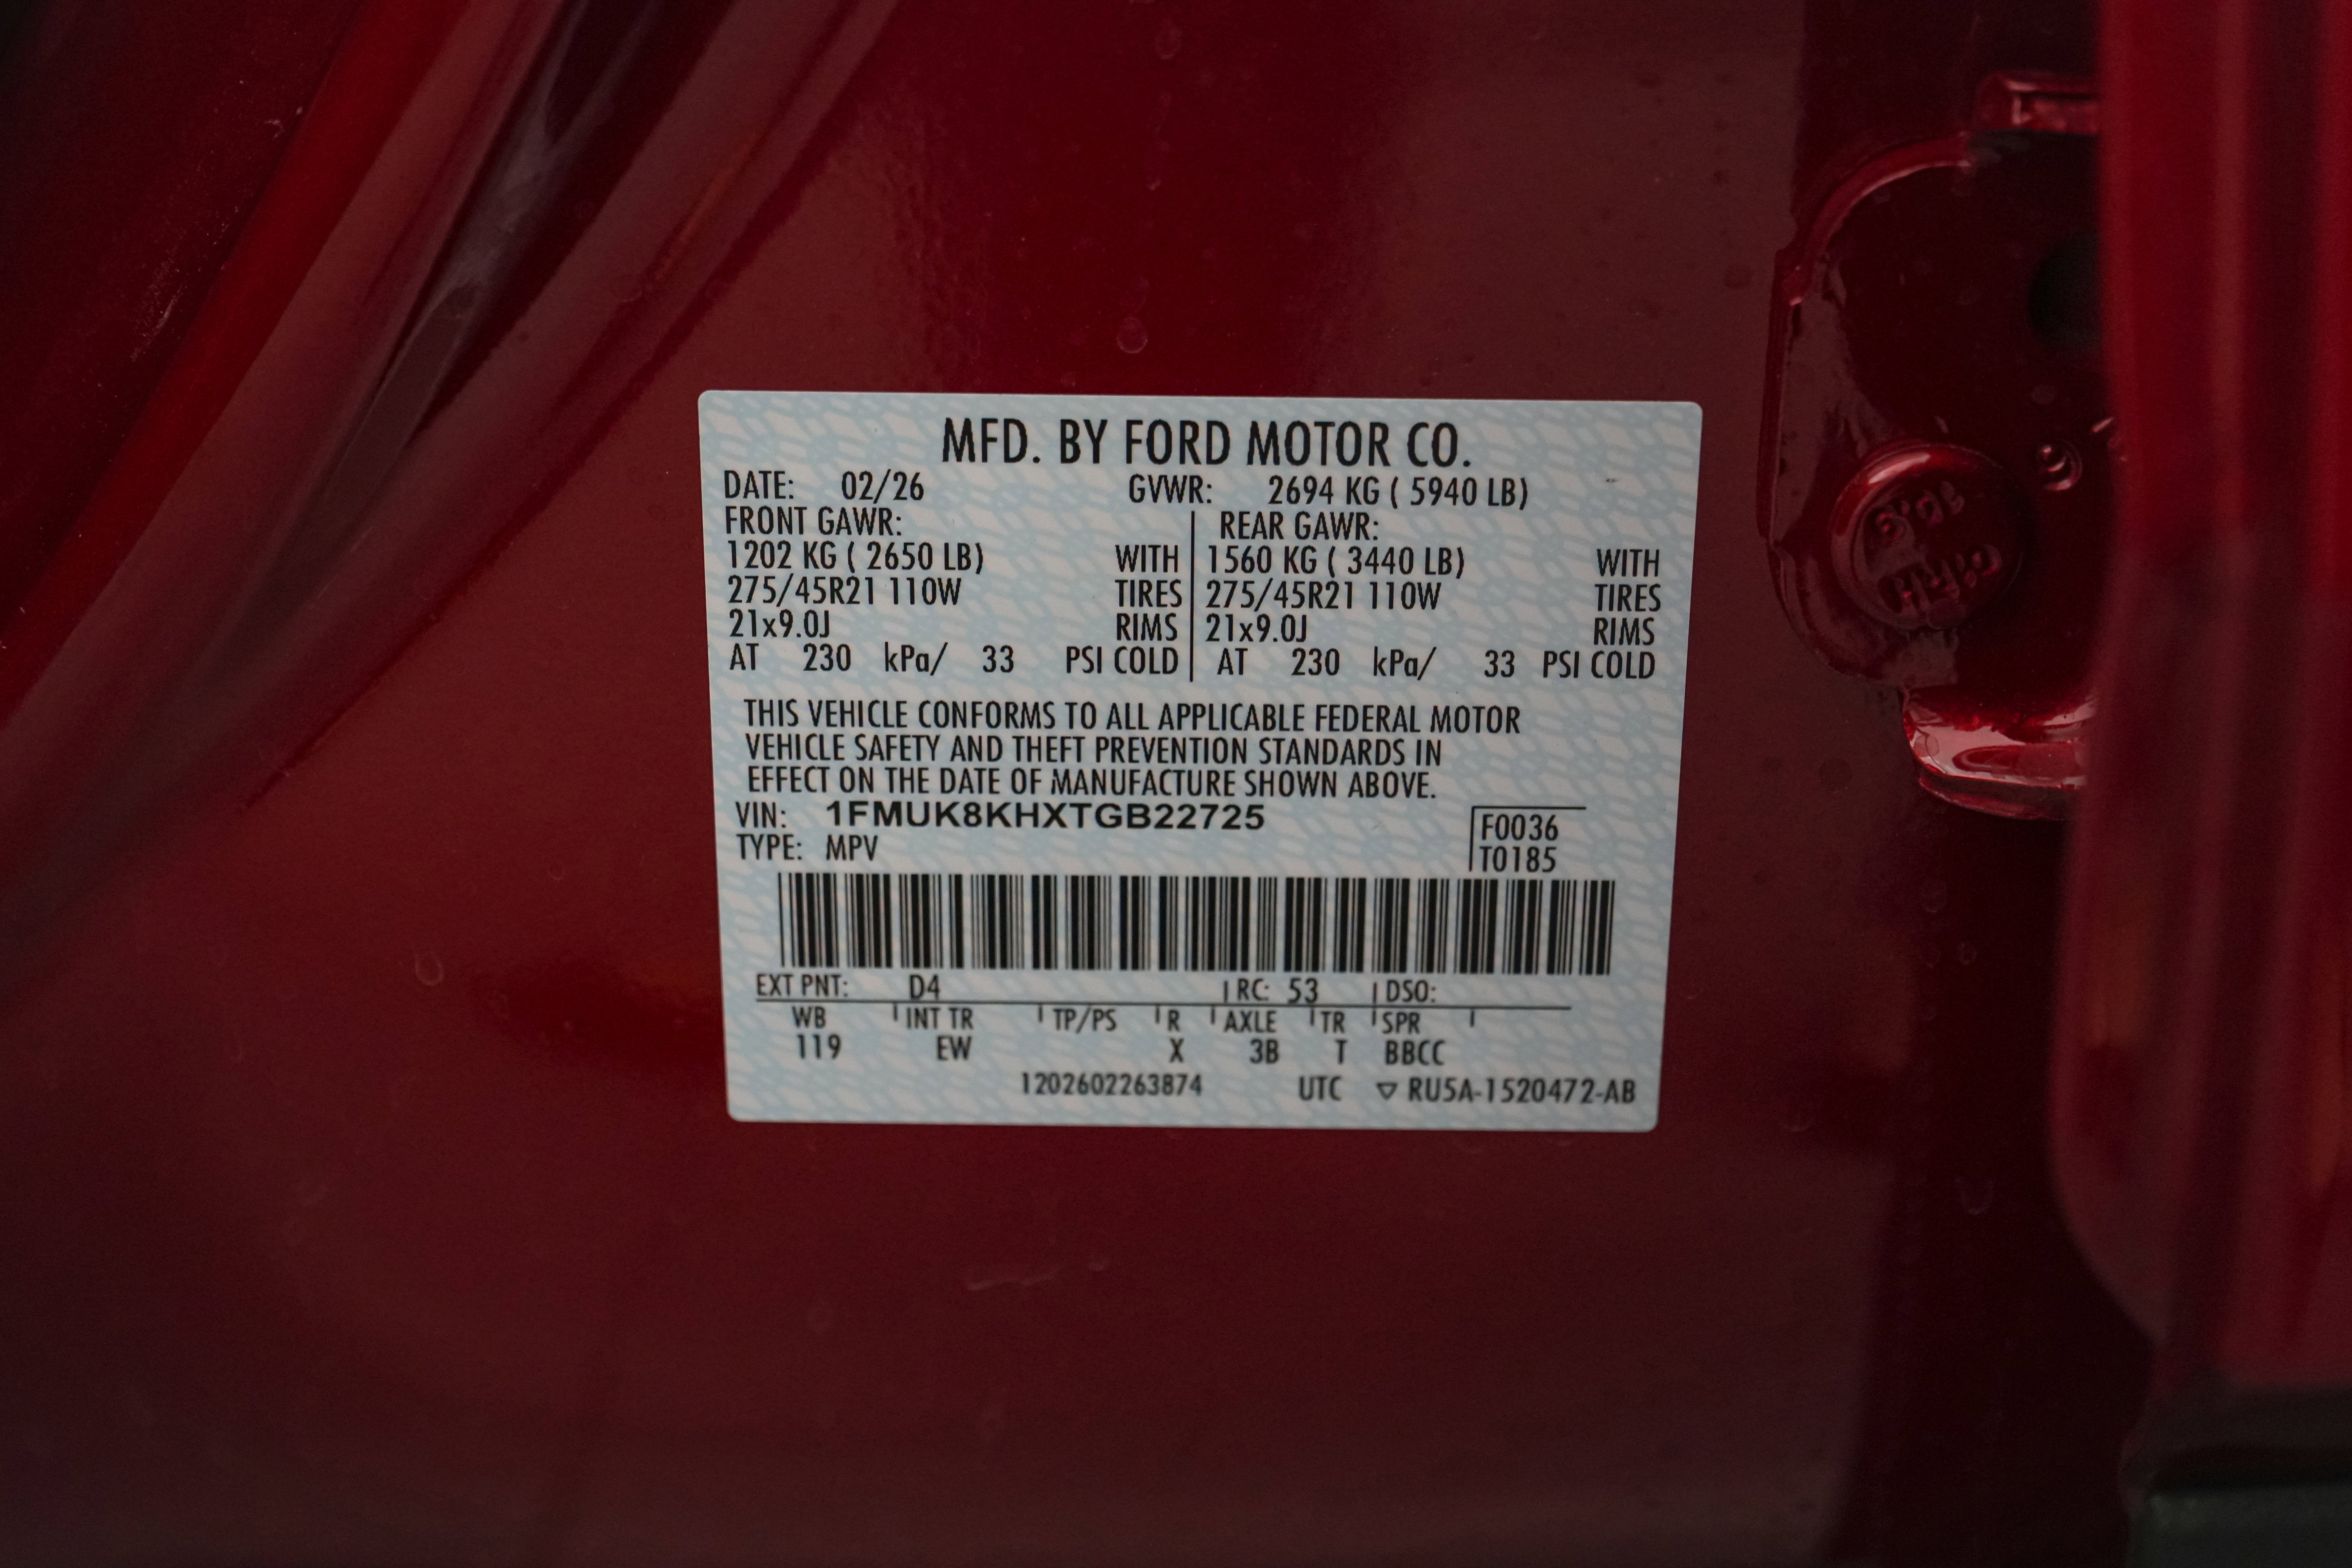 MFD. BY FORD MOTOR CO.
DATE: 02/26 GVWR: 2694 KG ( 5940 LB)
FRONT GAWR: REAR GAWR:
1202 KG ( 2650 LB) WITH 1560 KG ( 3440 LB) WITH
275/45R21 110W TIRES 275/45R21 110W TIRES
21x9.0J RIMS 21x9.0J RIMS
AT 230 kPa/ 33 PSI COLD AT 230 kPa/ 33 PSI COLD
THIS VEHICLE CONFORMS TO ALL APPLICABLE FEDERAL MOTOR
VEHICLE SAFETY AND THEFT PREVENTION STANDARDS IN
EFFECT ON THE DATE OF MANUFACTURE SHOWN ABOVE.
VIN: 1FMUK8KHXTGB22725
F0036
TYPE: MPV
T0185
EXT PNT: D4 RC: 53 DSO:
WB INT TR TP/PS R AXLE TR SPR
119 EW X 3B T BBCC
1202602263874 UTC ▽ RU5A-1520472-AB